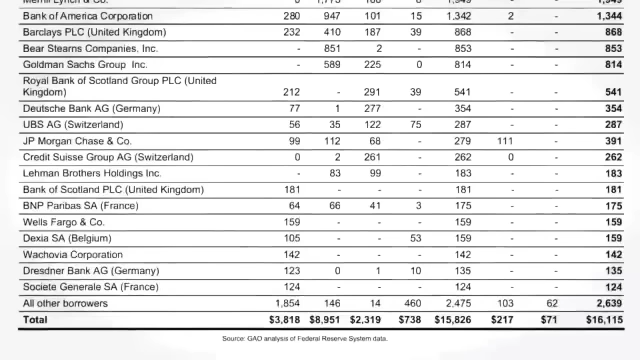 Bank of America Corporation 280 947 101 15 1,342 2 - 1,344
Barclays PLC (United Kingdom) 232 410 187 39 868 - - 868
Bear Stearns Companies. Inc. - 851 2 - 853 - - 853
Goldman Sachs Group Inc. - 589 225 0 814 - - 814
Royal Bank of Scotland Group PLC (United
Kingdom) 212 - 291 39 541 - - 541
Deutsche Bank AG (Germany) 77 1 277 - 354 - - 354
UBS AG (Switzerland) 56 35 122 75 287 - - 287
JP Morgan Chase & Co. 99 112 68 - 279 111 - 391
Credit Suisse Group AG (Switzerland) 0 2 261 - 262 0 - 262
Lehman Brothers Holdings Inc. - 83 99 - 183 - - 183
Bank of Scotland PLC (United Kingdom) 181 - - - 181 - - 181
BNP Paribas SA (France) 64 66 41 3 175 - - 175
Wells Fargo & Co. 159 - - - 159 - - 159
Dexia SA (Belgium) 105 - - 53 159 - - 159
Wachovia Corporation 142 - - - 142 - - 142
Dresdner Bank AG (Germany) 123 0 1 10 135 - - 135
Societe Generale SA (France) 124 - - - 124 - - 124
All other borrowers 1,854 146 14 460 2,475 103 62 2,639
Total $3,818 $8,951 $2,319 $738 $15,826 $217 $71 $16,115
Source: GAO analysis of Federal Reserve System data.